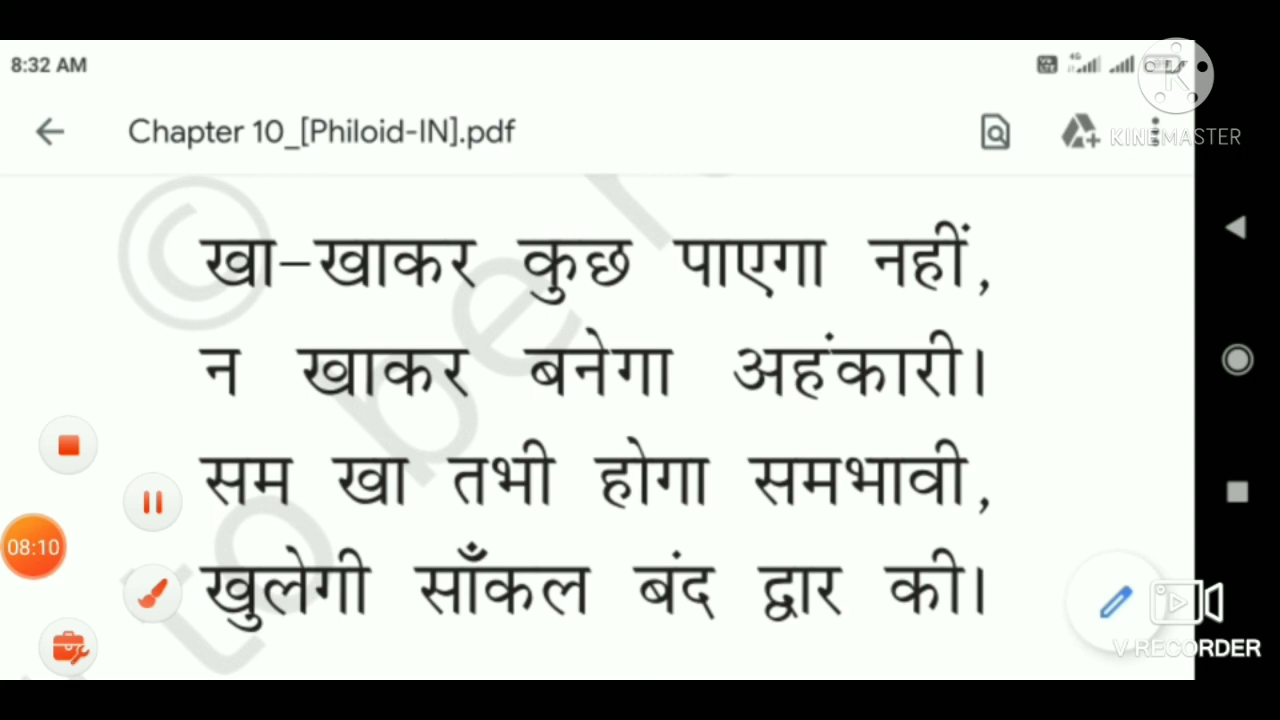 8:32 AM
Chapter 10_[Philoid-IN].pdf
KINEMASTER
खा-खाकर कुछ पाएगा नहीं,
न खाकर बनेगा अहंकारी।
सम खा तभी होगा समभावी,
खुलेगी साँकल बंद द्वार की।
08:10
V RECORDER